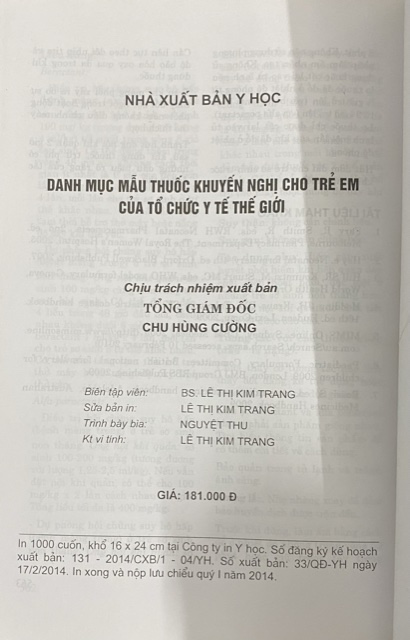 NHÀ XUẤT BẢN Y HỌC
DANH MỤC MẪU THUỐC KHUYẾN NGHỊ CHO TRẺ EM
CỦA TỔ CHỨC Y TẾ THẾ GIỚI
Chịu trách nhiệm xuất bản
TỔNG GIÁM ĐỐC
CHU HÙNG CƯỜNG
Biên tập viên: BS. LÊ THỊ KIM TRANG
Sửa bản in: LÊ THỊ KIM TRANG
Trình bày bìa: NGUYỆT THU
Kt vi tính: LÊ THỊ KIM TRANG
GIÁ: 181.000 Đ
In 1000 cuốn, khổ 16 x 24 cm tại Công ty in Y học. Số đăng ký kế hoạch
xuất bản: 131 - 2014/CXB/1 - 04/YH. Số xuất bản: 33/QĐ-YH ngày
17/2/2014. In xong và nộp lưu chiểu quý I năm 2014.